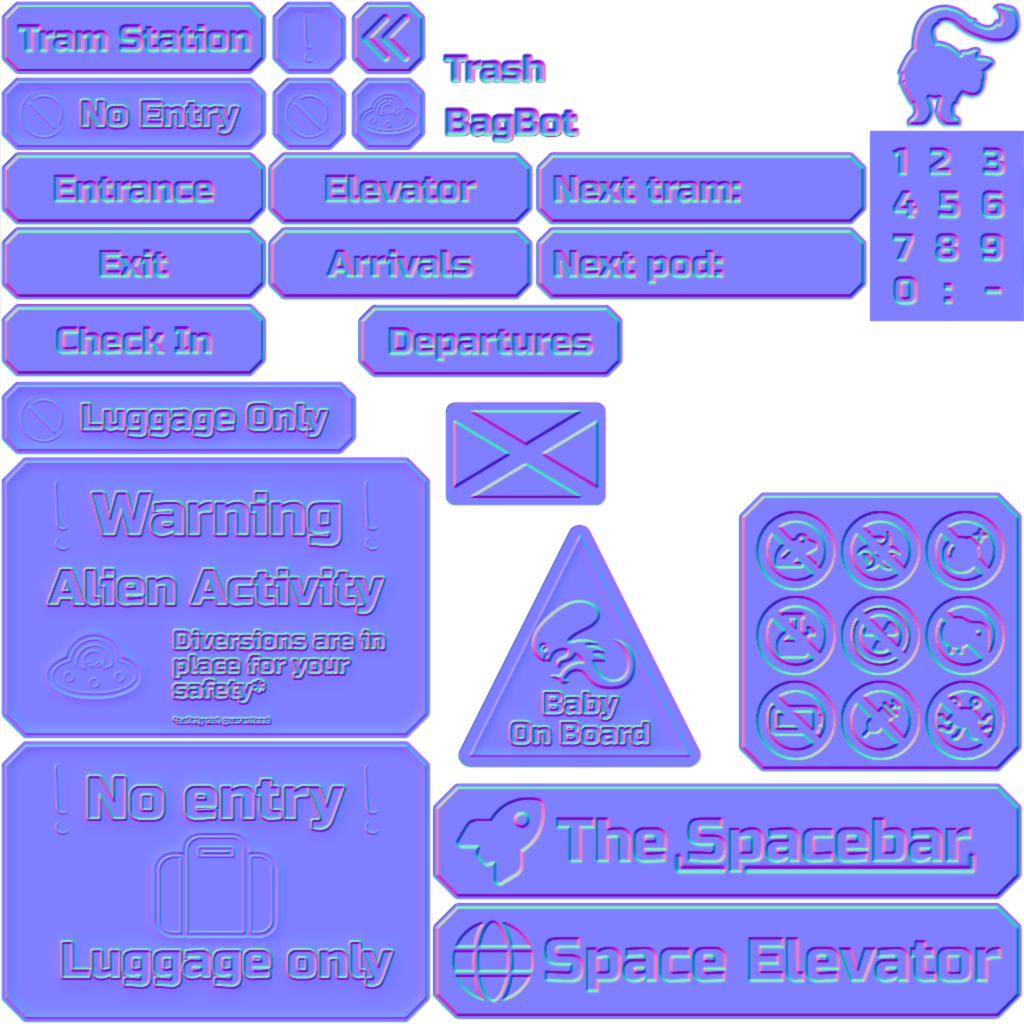 Tram Station
!
No Entry
Trash
BagBot
Entrance
Elevator
Next tram:
Exit
Arrivals
Next pod:
1 2 3
4 5 6
7 8 9
0 : -
Check In
Departures
Luggage Only
! Warning !
Alien Activity
Diversions are in
place for your
safety*
*Safety not guaranteed
Baby
On Board
! No entry !
Luggage only
The Spacebar
Space Elevator